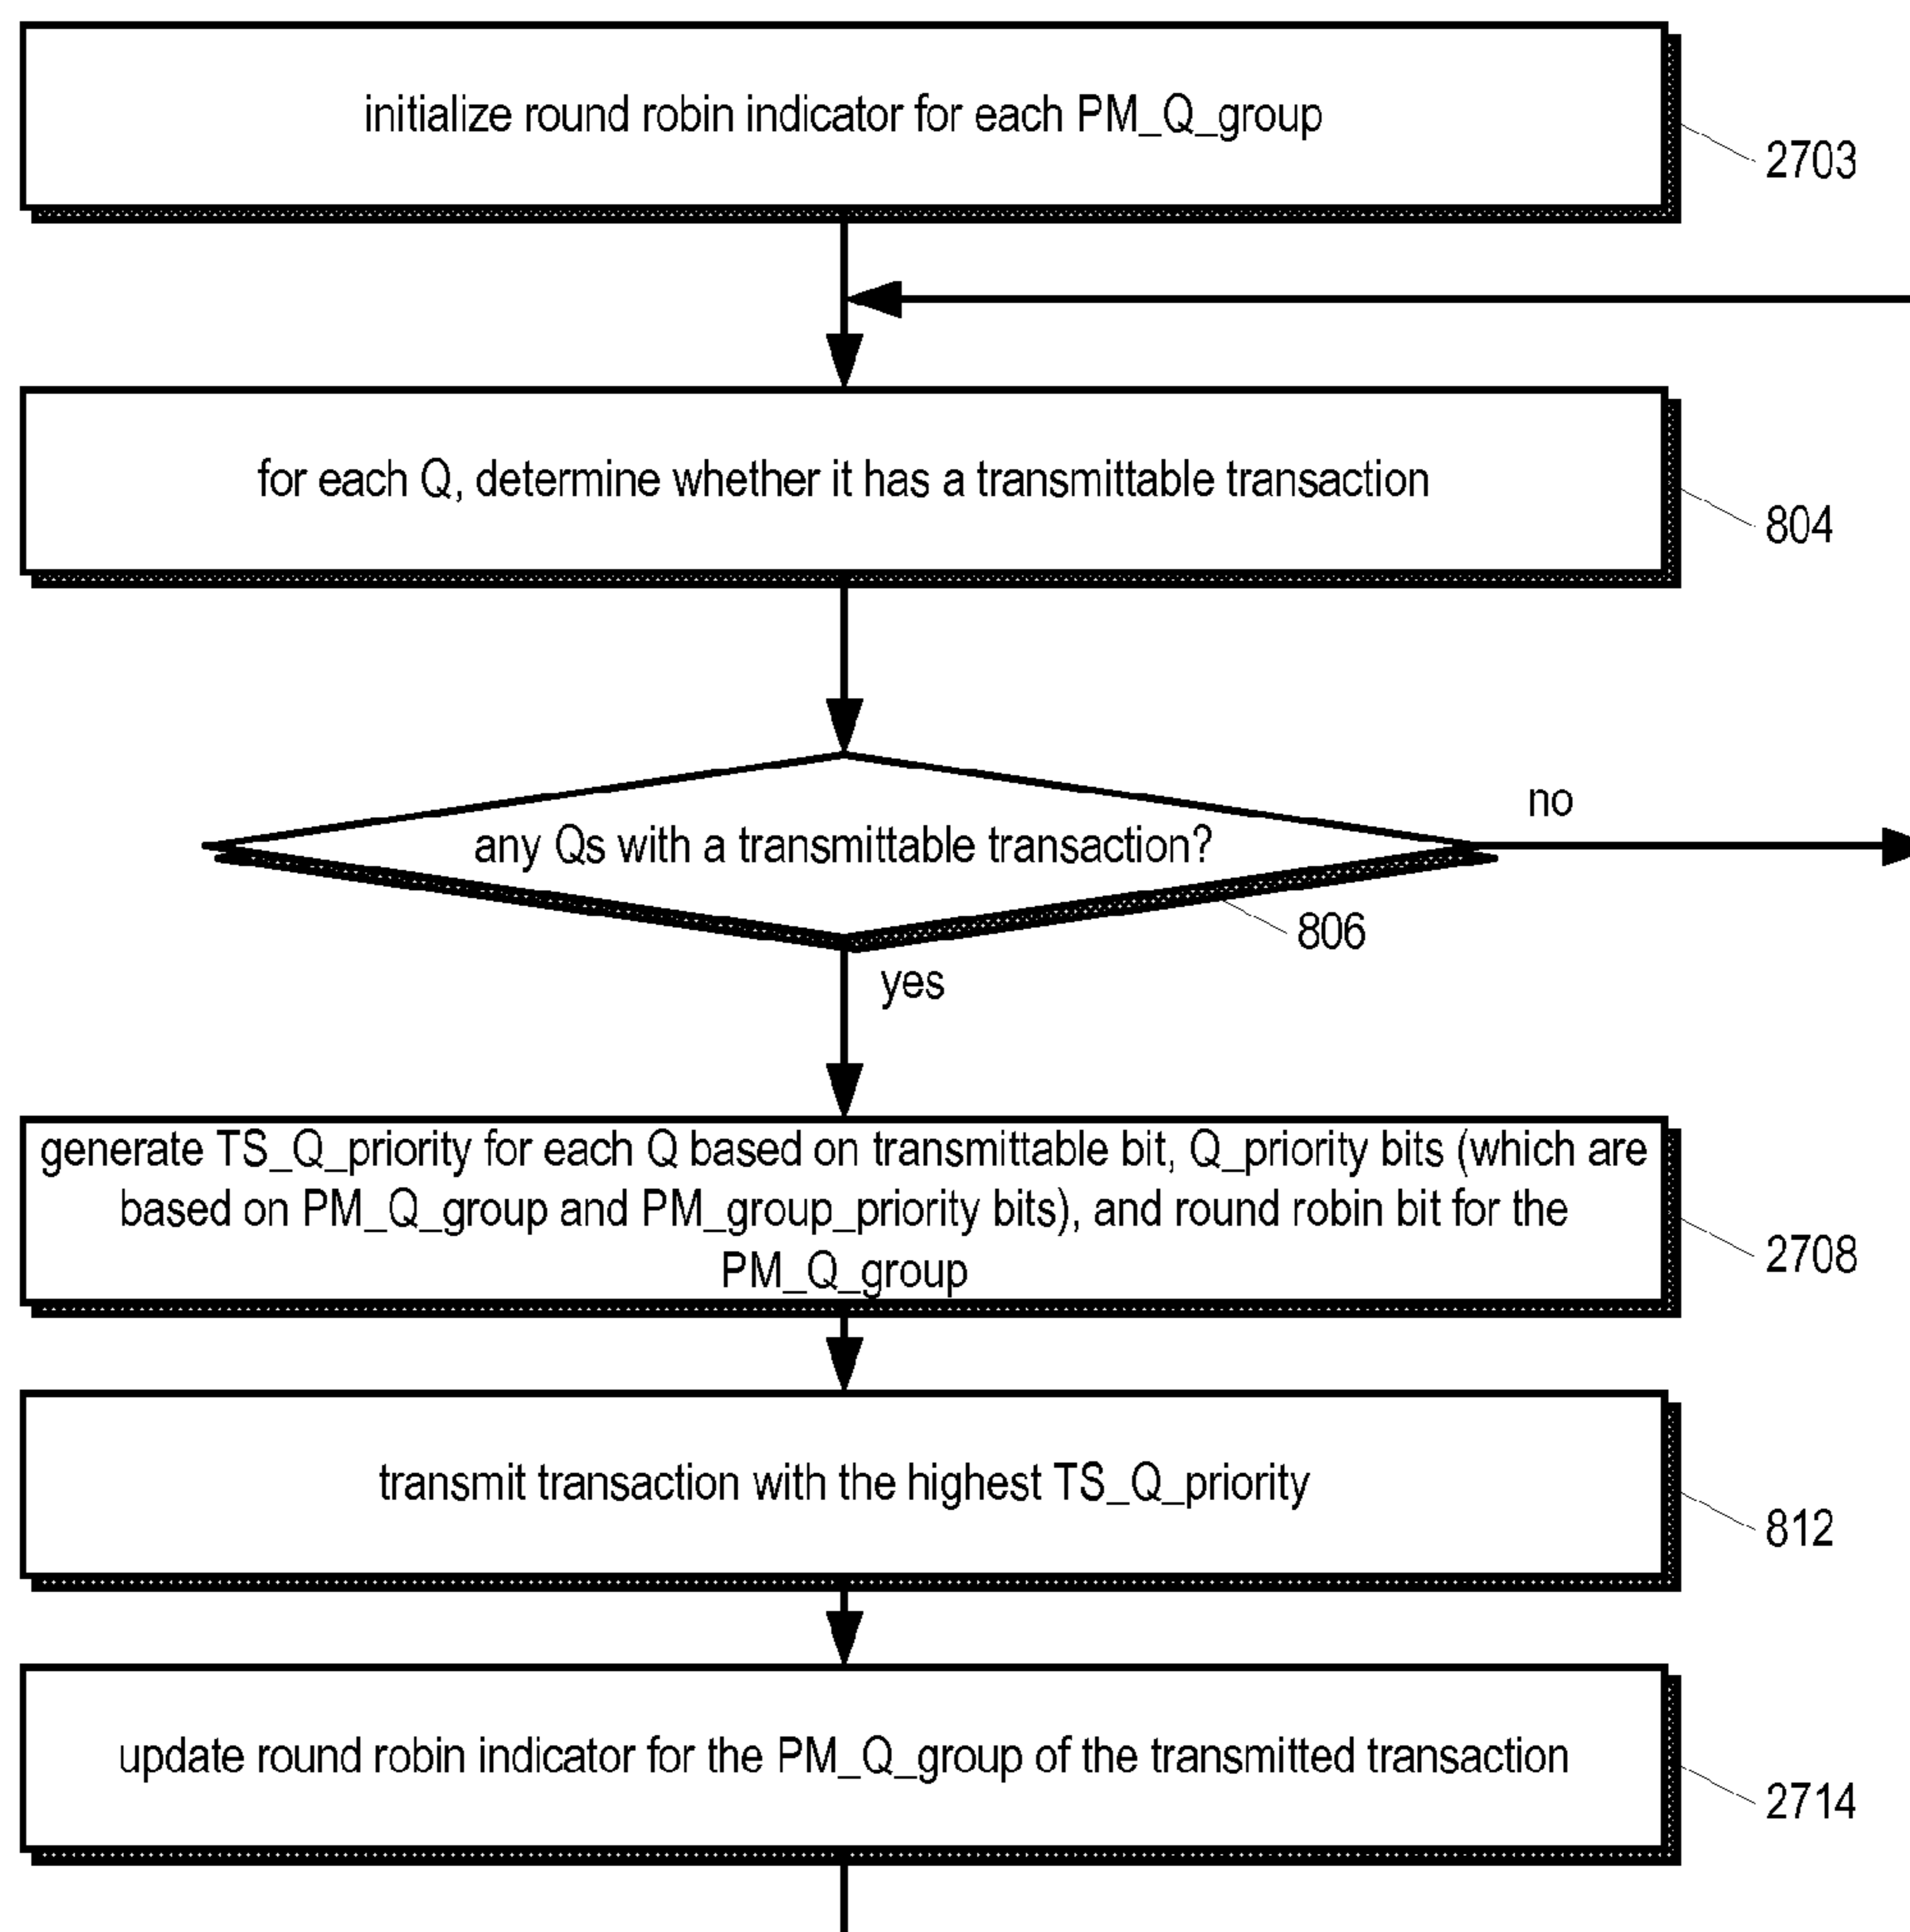 initialize round robin indicator for each PM_Q_group
2703
for each Q, determine whether it has a transmittable transaction
804
no
any Qs with a transmittable transaction?
806
yes
generate TS_Q_priority for each Q based on transmittable bit, Q_priority bits (which are
based on PM_Q_group and PM_group_priority bits), and round robin bit for the
PM_Q_group
2708
transmit transaction with the highest TS_Q_priority
812
update round robin indicator for the PM_Q_group of the transmitted transaction
2714